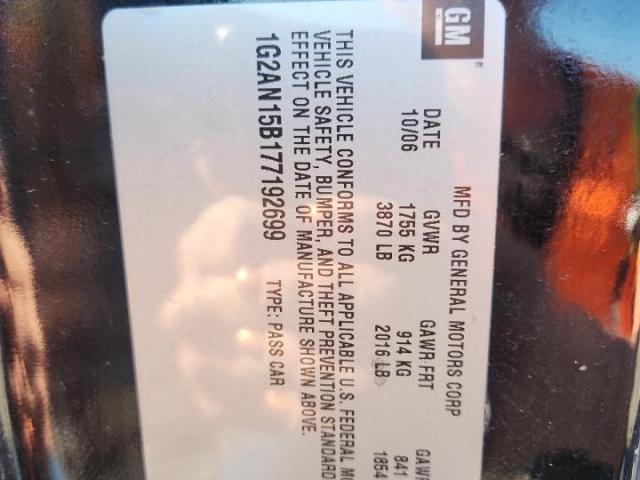 GM®
MFD BY GENERAL MOTORS CORP
DATE GVWR GAWR FRT
10/06 1755 KG 914 KG 841
3870 LB 2016 LB 1854
THIS VEHICLE CONFORMS TO ALL APPLICABLE U.S. FEDERAL
VEHICLE SAFETY, BUMPER, AND THEFT PREVENTION STANDARD
EFFECT ON THE DATE OF MANUFACTURE SHOWN ABOVE.
1G2AN15B177192699 TYPE: PASS CAR